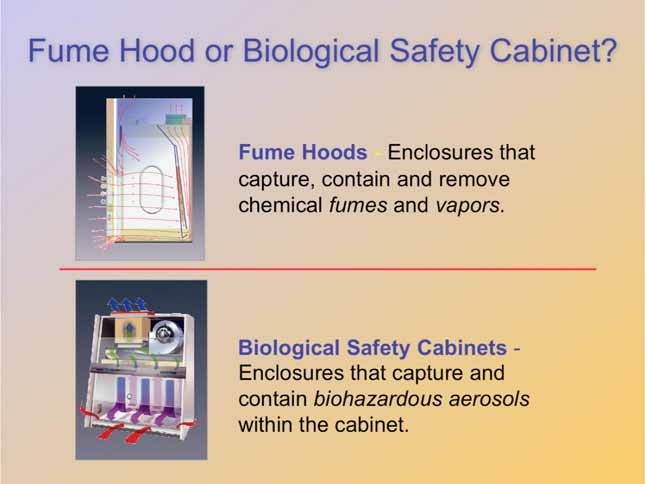 Fume Hood or Biological Safety Cabinet?
Fume Hoods - Enclosures that
capture, contain and remove
chemical fumes and vapors.
Biological Safety Cabinets -
Enclosures that capture and
contain biohazardous aerosols
within the cabinet.